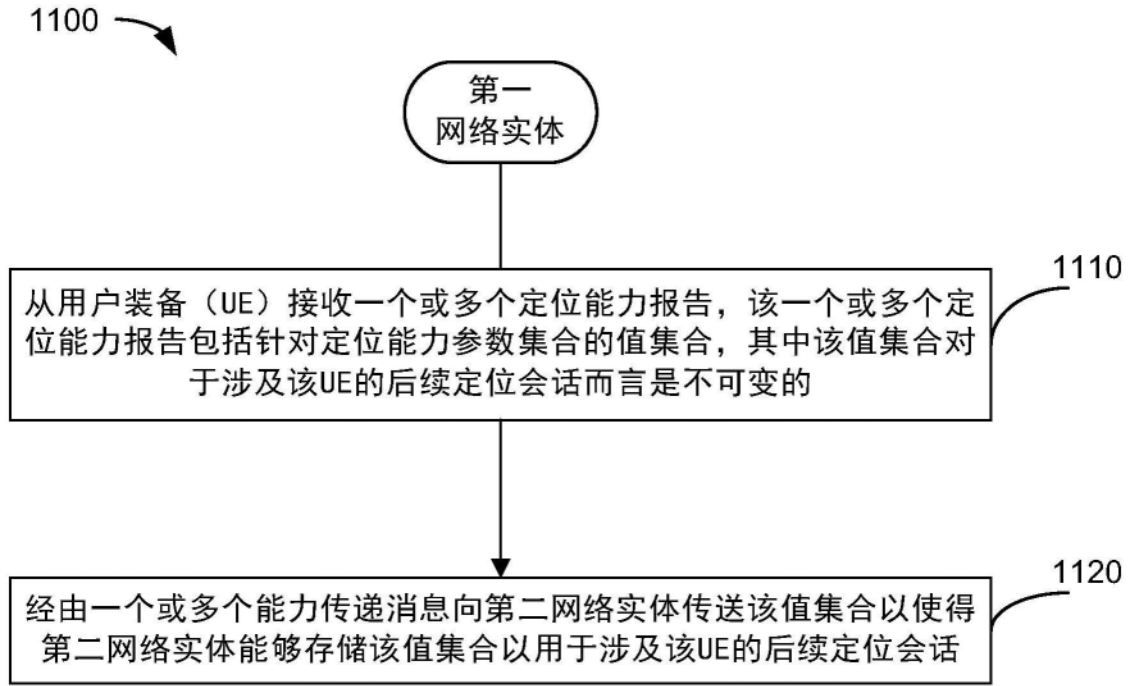 1100
第一
网络实体
1110
从用户装备（UE）接收一个或多个定位能力报告，该一个或多个定
位能力报告包括针对定位能力参数集合的值集合，其中该值集合对
于涉及该UE的后续定位会话而言是不可变的
1120
经由一个或多个能力传递消息向第二网络实体传送该值集合以使得
第二网络实体能够存储该值集合以用于涉及该UE的后续定位会话